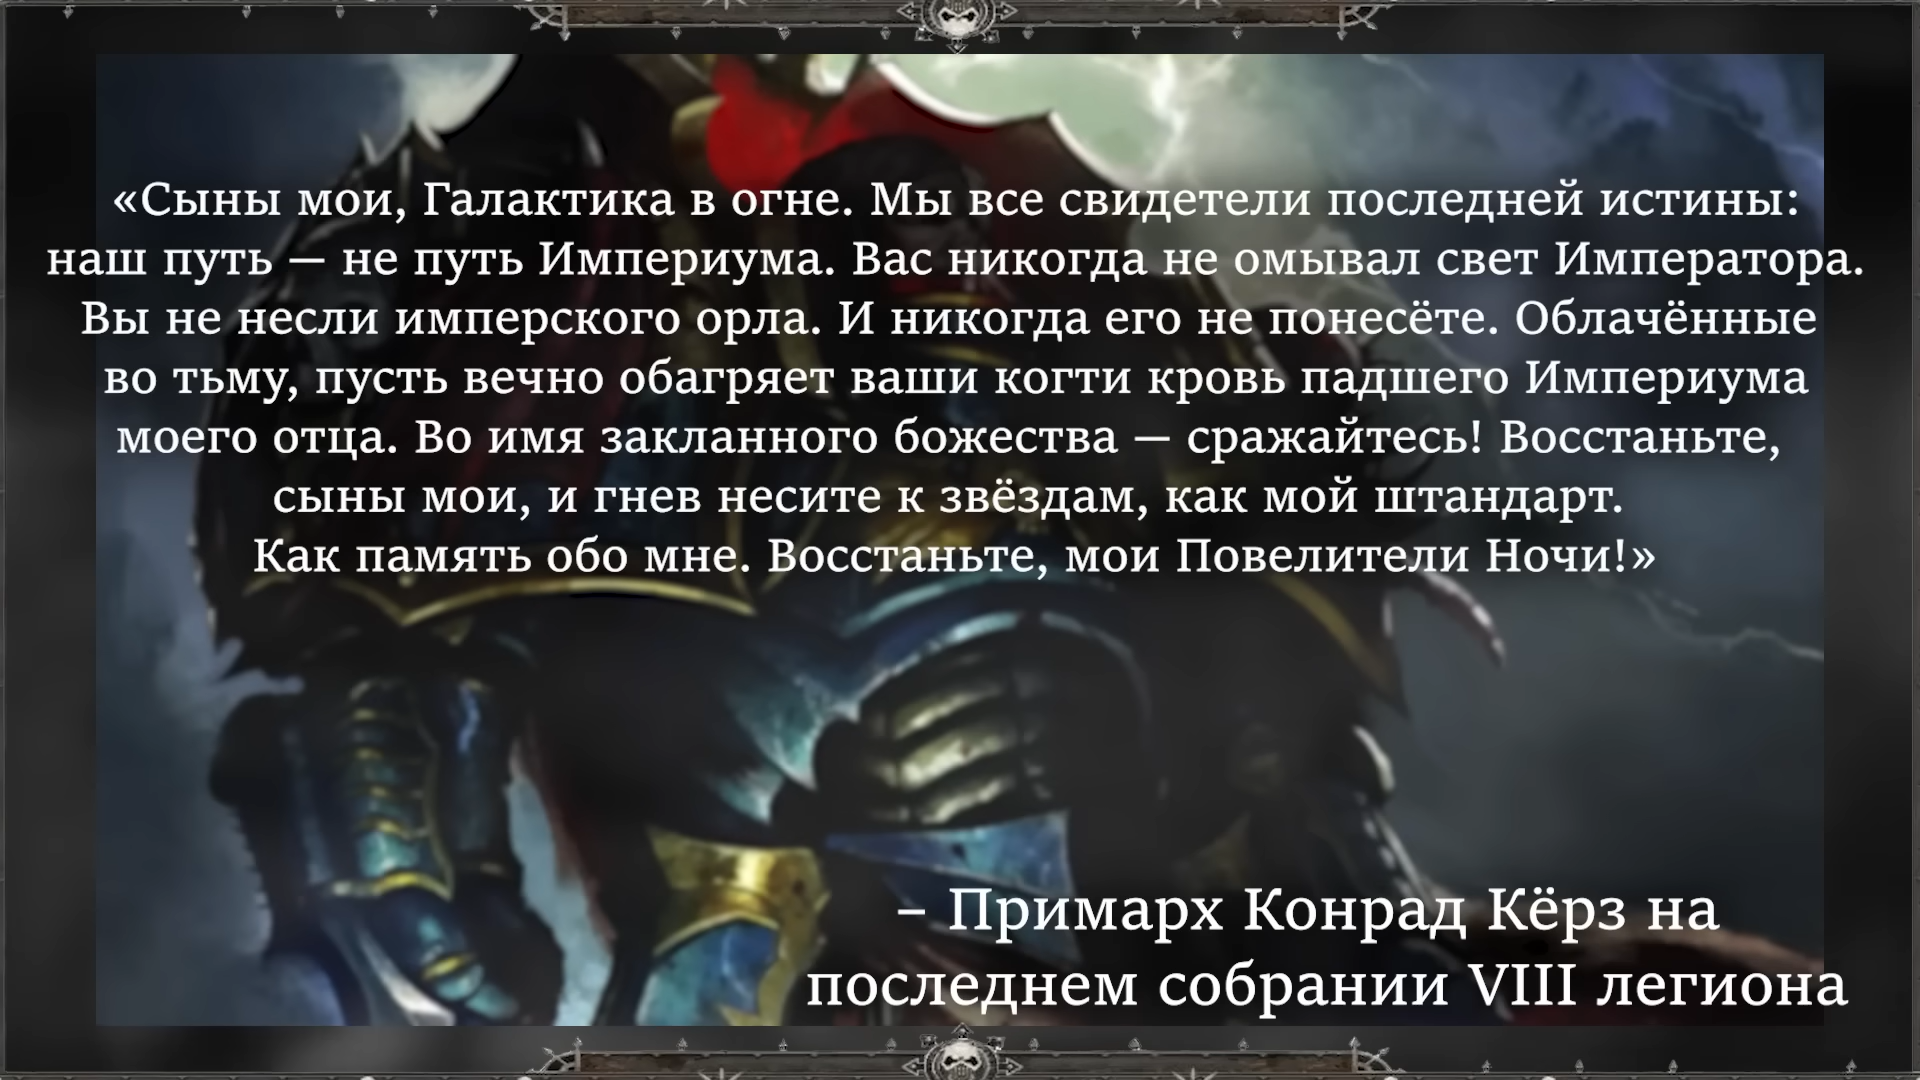 «Сыны мои, Галактика в огне. Мы все свидетели последней истины:
наш путь — не путь Империума. Вас никогда не омывал свет Императора.
Вы не несли имперского орла. И никогда его не понесёте. Облачённые
во тьму, пусть вечно обагряет ваши когти кровь падшего Империума
моего отца. Во имя закланного божества — сражайтесь! Восстаньте,
сыны мои, и гнев несите к звёздам, как мой штандарт.
Как память обо мне. Восстаньте, мои Повелители Ночи!»
– Примарх Конрад Кёрз на
последнем собрании VIII легиона